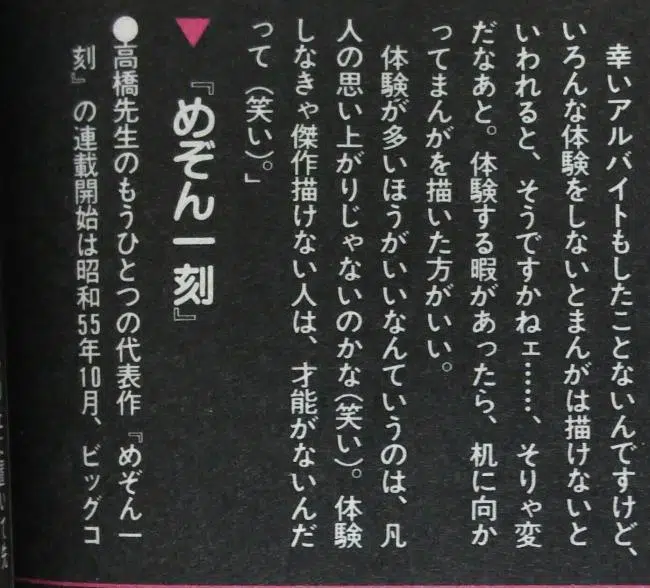 幸いアルバイトもしたことないんですけど、
いろんな体験をしないとまんがは描けないと
いわれると、そうですかねェ……、そりゃ変
だなあと。体験する暇があったら、机に向か
ってまんがを描いた方がいい。
体験が多いほうがいいなんていうのは、凡
人の思い上がりじゃないのかな(笑い)。体験
しなきゃ傑作描けない人は、才能がないんだ
って(笑い)。」
▼『めぞん一刻』
●高橋先生のもうひとつの代表作『めぞん一
刻』の連載開始は昭和55年10月、ビッグコ